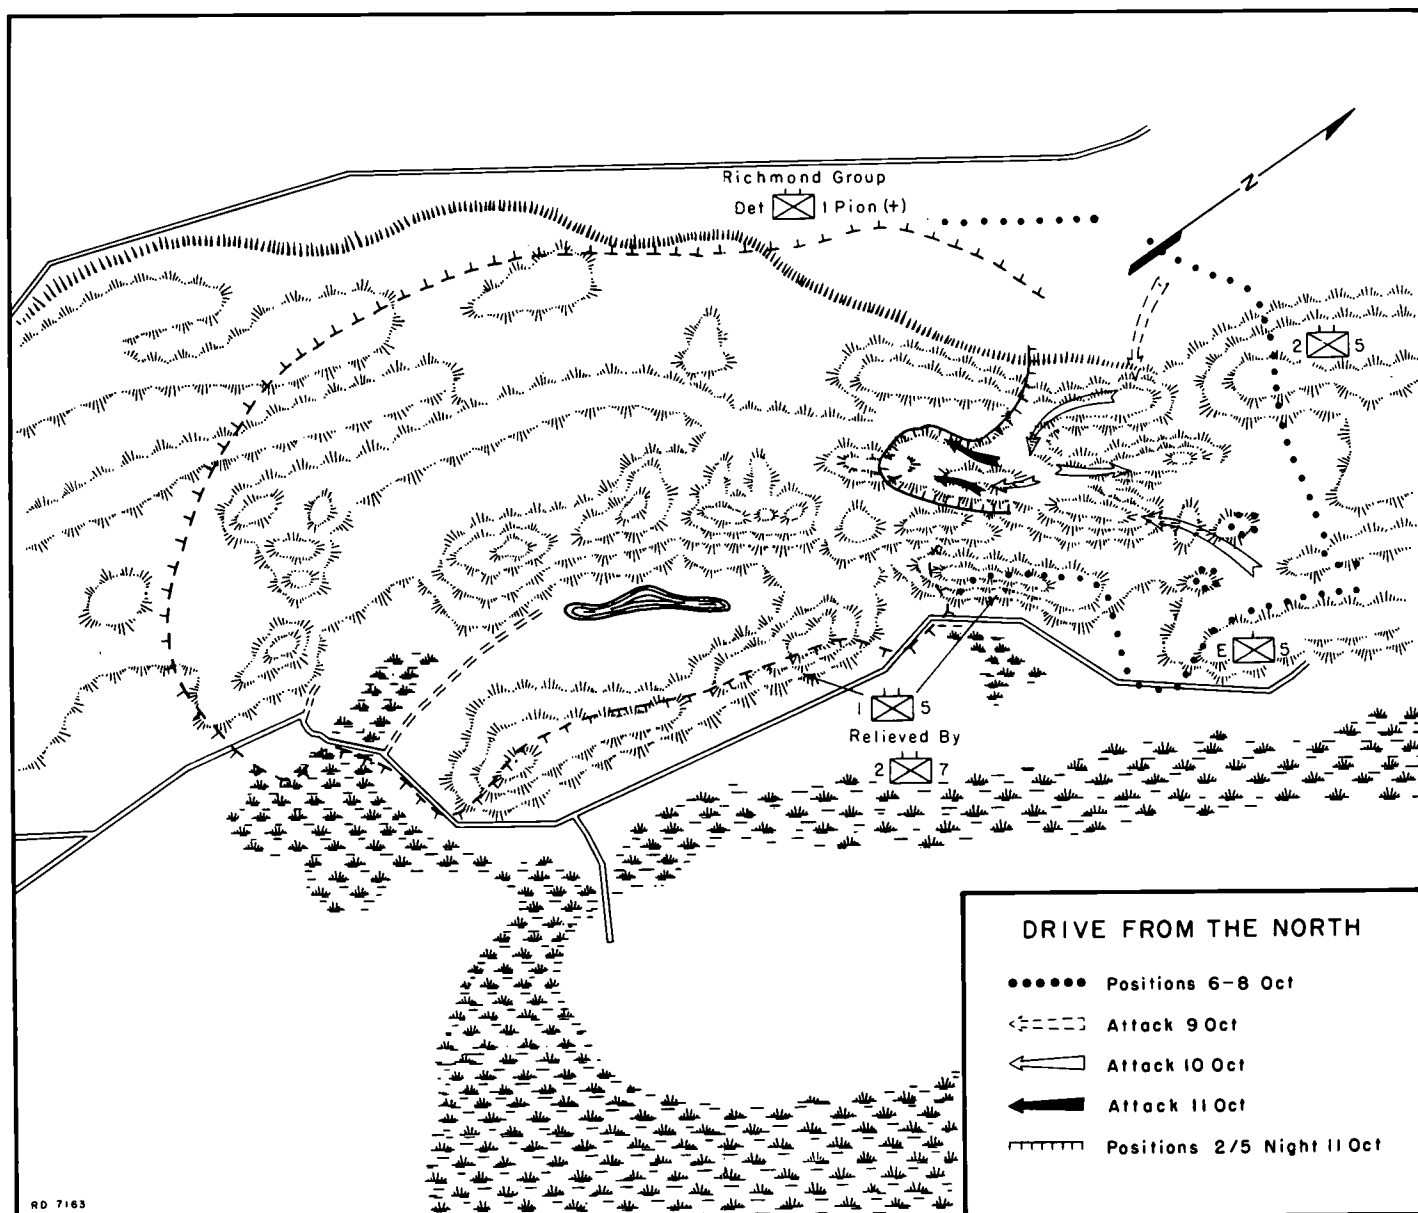 Richmond Group
Det 1 Pion (+)
N
2 5
E 5
1 5
Relieved By
2 7
DRIVE FROM THE NORTH
Positions 6-8 Oct
Attack 9 Oct
Attack 10 Oct
Attack 11 Oct
Positions 2/5 Night 11 Oct
RD 7163